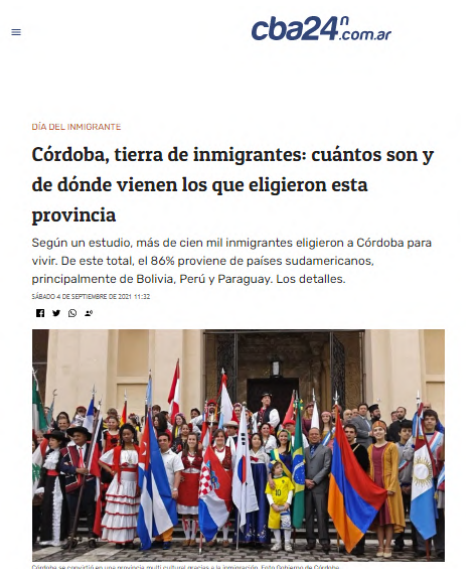 cba24n
.com.ar
DÍA DEL INMIGRANTE
Córdoba, tierra de inmigrantes: cuántos son y
de dónde vienen los que eligieron esta
provincia
Según un estudio, más de cien mil inmigrantes eligieron a Córdoba para
vivir. De este total, el 86% proviene de países sudamericanos,
principalmente de Bolivia, Perú y Paraguay. Los detalles.
SÁBADO 4 DE SEPTIEMBRE DE 2021 11:32
Córdoba se convirtió en una provincia multi cultural gracias a la inmigración. Foto Gobierno de Córdoba.